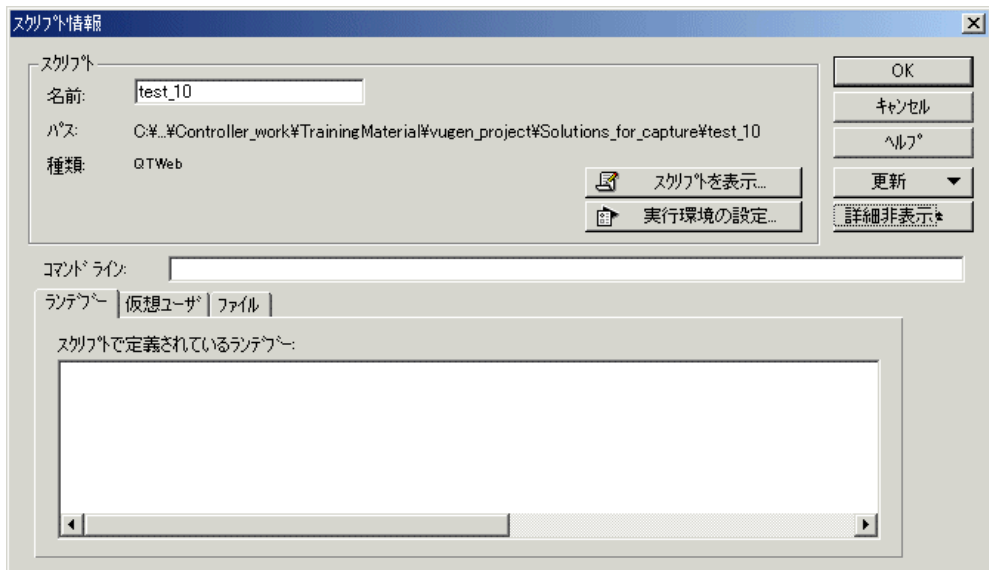 スクリプト情報
スクリプト
名前: test_10
パス: C:¥...¥Controller_work¥TrainingMaterial¥vugen_project¥Solutions_for_capture¥test_10
種類: QTWeb
スクリプトを表示...
実行環境の設定...
OK
キャンセル
ヘルプ
更新
詳細非表示
コマンド ライン:
ランデブー 仮想ユーザ ファイル
スクリプトで定義されているランデブー: